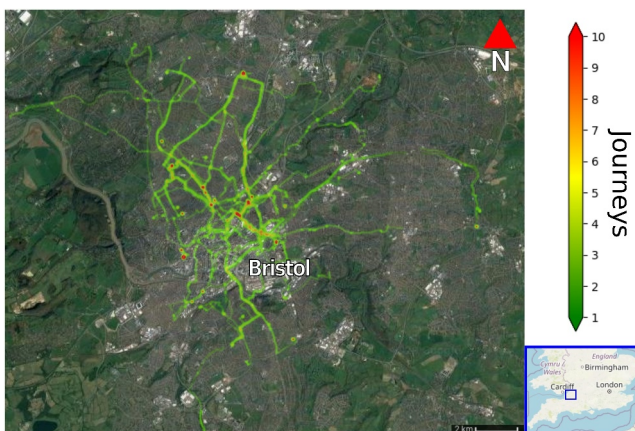 N
Bristol
2 km
10
9
8
7
6
5
4
3
2
1
Journeys
England
Cymru /
Wales
Birmingham
Cardiff
London